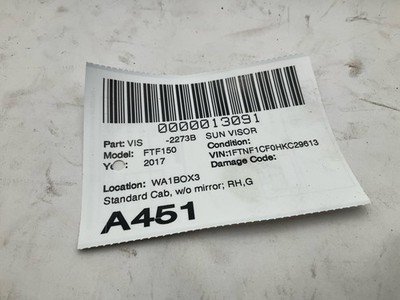 0000013091
Part: VIS -2273B SUN VISOR
Model: FTF150 Condition:
Y 2017 VIN:1FTNF1CF0HKC29613
Damage Code:
Location: WA1BOX3
Standard Cab, w/o mirror; RH,G
A451